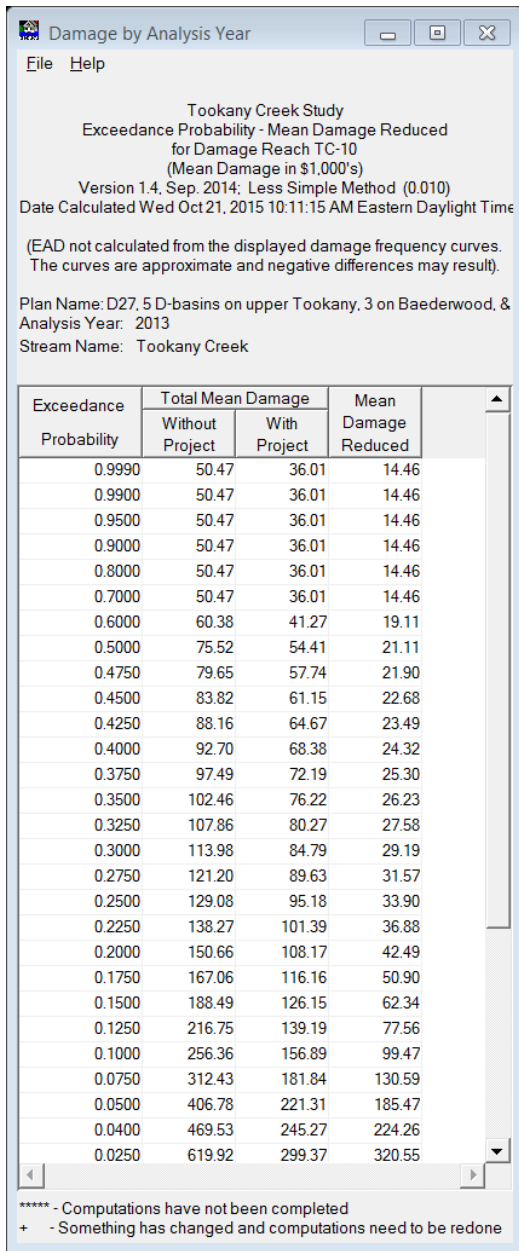 Damage by Analysis Year
File Help
Tookany Creek Study
Exceedance Probability - Mean Damage Reduced
for Damage Reach TC-10
(Mean Damage in $1,000's)
Version 1.4, Sep. 2014; Less Simple Method (0.010)
Date Calculated Wed Oct 21, 2015 10:11:15 AM Eastern Daylight Time
(EAD not calculated from the displayed damage frequency curves.
The curves are approximate and negative differences may result).
Plan Name: D27, 5 D-basins on upper Tookany, 3 on Baederwood, &
Analysis Year: 2013
Stream Name: Tookany Creek
Exceedance Total Mean Damage Mean
Without With Damage
Probability Project Project Reduced
0.9990 50.47 36.01 14.46
0.9900 50.47 36.01 14.46
0.9500 50.47 36.01 14.46
0.9000 50.47 36.01 14.46
0.8000 50.47 36.01 14.46
0.7000 50.47 36.01 14.46
0.6000 60.38 41.27 19.11
0.5000 75.52 54.41 21.11
0.4750 79.65 57.74 21.90
0.4500 83.82 61.15 22.68
0.4250 88.16 64.67 23.49
0.4000 92.70 68.38 24.32
0.3750 97.49 72.19 25.30
0.3500 102.46 76.22 26.23
0.3250 107.86 80.27 27.58
0.3000 113.98 84.79 29.19
0.2750 121.20 89.63 31.57
0.2500 129.08 95.18 33.90
0.2250 138.27 101.39 36.88
0.2000 150.66 108.17 42.49
0.1750 167.06 116.16 50.90
0.1500 188.49 126.15 62.34
0.1250 216.75 139.19 77.56
0.1000 256.36 156.89 99.47
0.0750 312.43 181.84 130.59
0.0500 406.78 221.31 185.47
0.0400 469.53 245.27 224.26
0.0250 619.92 299.37 320.55
***** - Computations have not been completed
+ - Something has changed and computations need to be redone